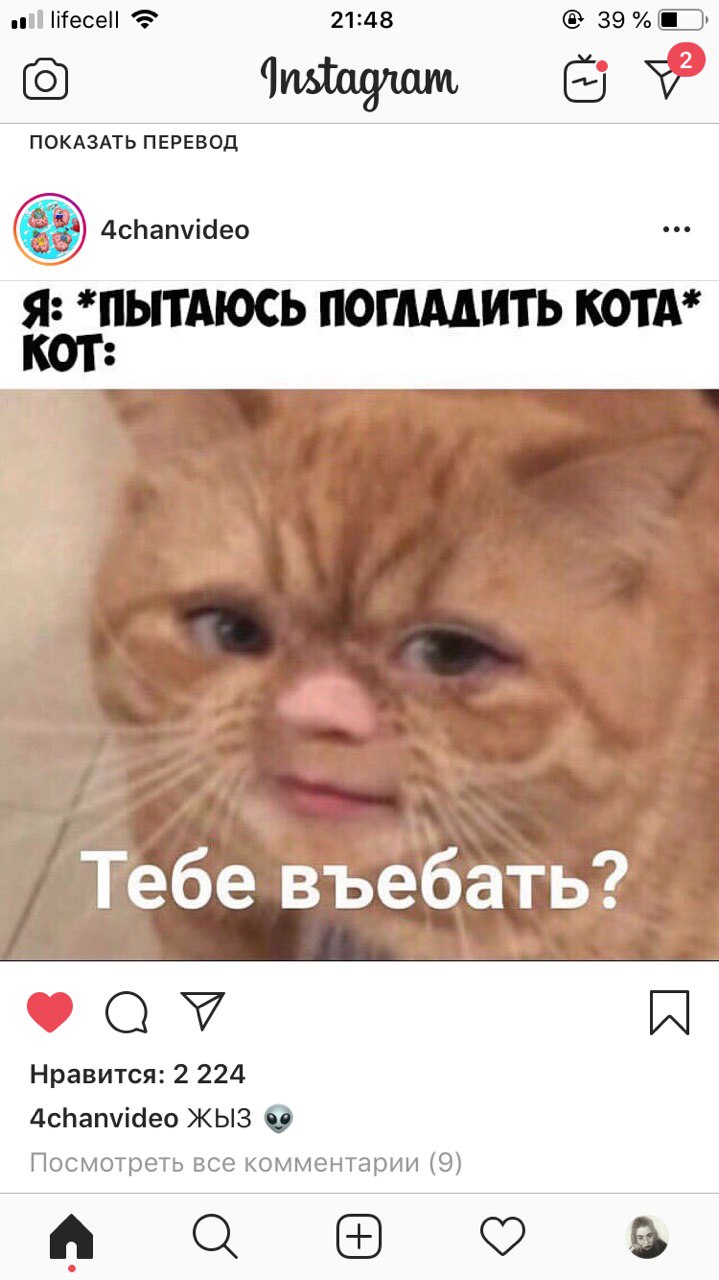 lifecell 21:48 39 %
Instagram 2
ПОКАЗАТЬ ПЕРЕВОД
4chanvideo
Я: *ПЫТАЮСЬ ПОГЛАДИТЬ КОТА*
КОТ:
Тебе въебать?
Нравится: 2 224
4chanvideo ЖЫЗ 👽
Посмотреть все комментарии (9)